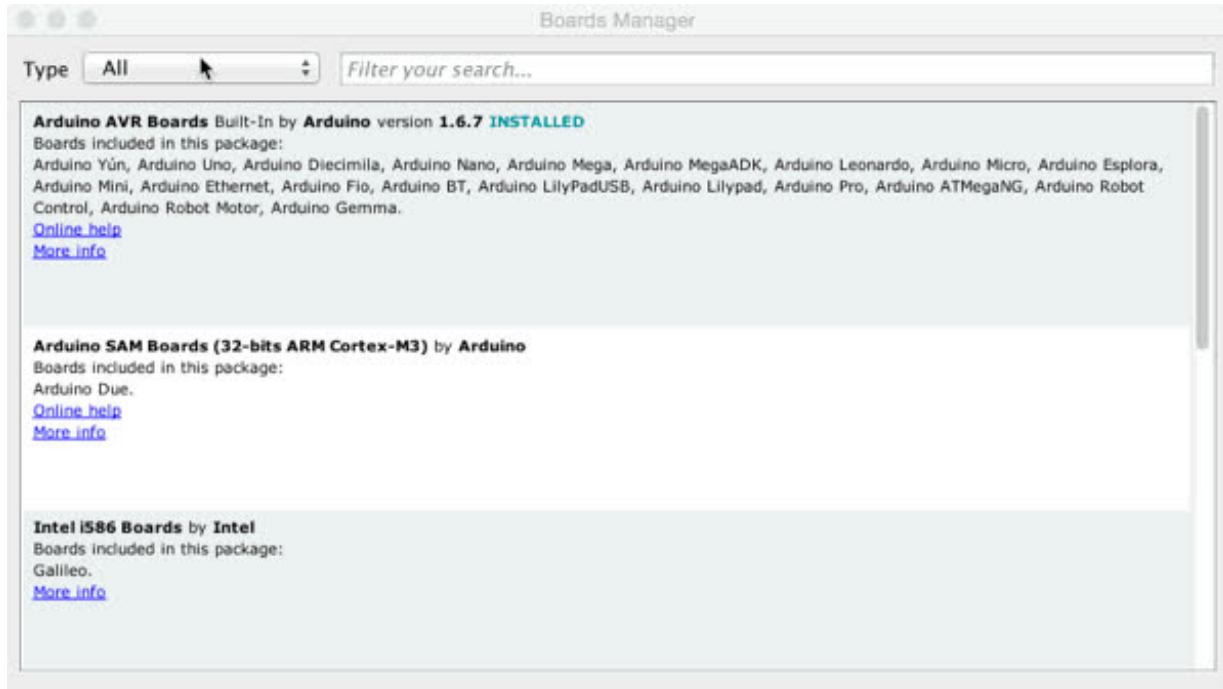 Boards Manager
Type All Filter your search...
Arduino AVR Boards Built-In by Arduino version 1.6.7 INSTALLED
Boards included in this package:
Arduino Yún, Arduino Uno, Arduino Diecimila, Arduino Nano, Arduino Mega, Arduino MegaADK, Arduino Leonardo, Arduino Micro, Arduino Esplora,
Arduino Mini, Arduino Ethernet, Arduino Fio, Arduino BT, Arduino LilyPadUSB, Arduino Lilypad, Arduino Pro, Arduino ATMegaNG, Arduino Robot
Control, Arduino Robot Motor, Arduino Gemma.
Online help
More info
Arduino SAM Boards (32-bits ARM Cortex-M3) by Arduino
Boards included in this package:
Arduino Due.
Online help
More info
Intel i586 Boards by Intel
Boards included in this package:
Galileo.
More info